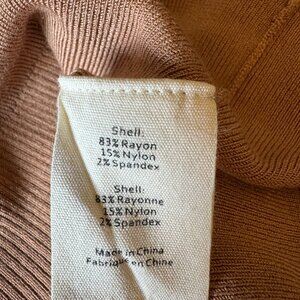 Shell:
83% Rayon
15% Nylon
2% Spandex
Shell:
83% Rayonne
15% Nylon
2% Spandex
Made in China
Fabriqué en Chine